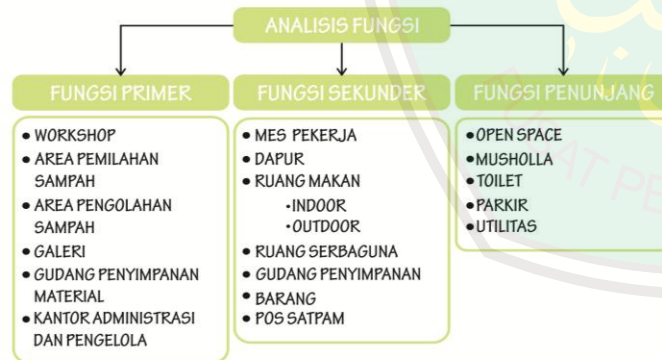 ANALISIS FUNGSI
FUNGSI PRIMER
• WORKSHOP
• AREA PEMILAHAN
SAMPAH
• AREA PENGOLAHAN
SAMPAH
• GALERI
• GUDANG PENYIMPANAN
MATERIAL
• KANTOR ADMINISTRASI
DAN PENGELOLA
FUNGSI SEKUNDER
• MES PEKERJA
• DAPUR
• RUANG MAKAN
•INDOOR
•OUTDOOR
• RUANG SERBAGUNA
• GUDANG PENYIMPANAN
• BARANG
• POS SATPAM
FUNGSI PENUNJANG
•OPEN SPACE
•MUSHOLLA
•TOILET
•PARKIR
•UTILITAS